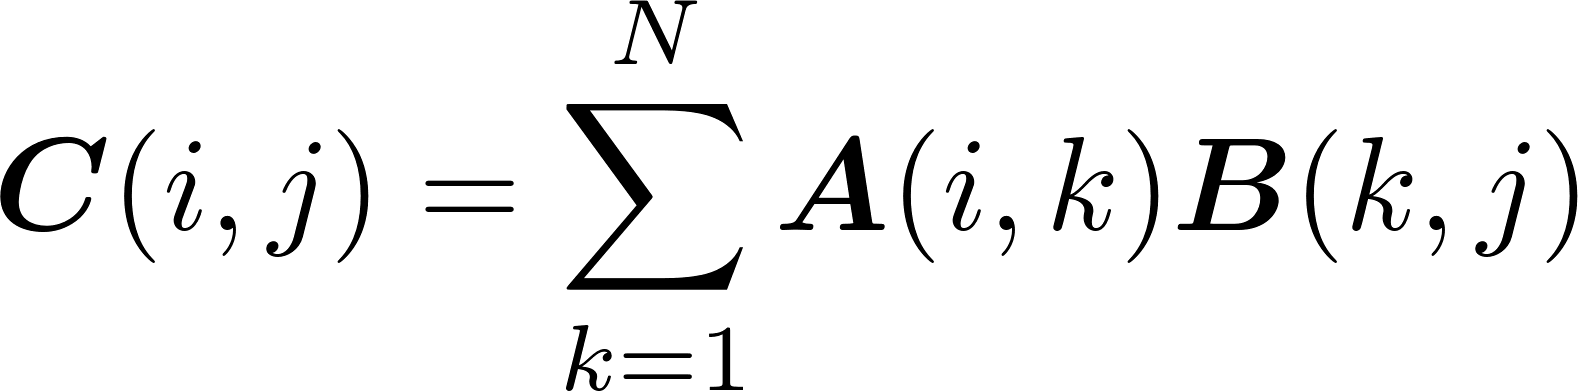 C(i, j) = ∑_{k=1}^{N} A(i, k)B(k, j)